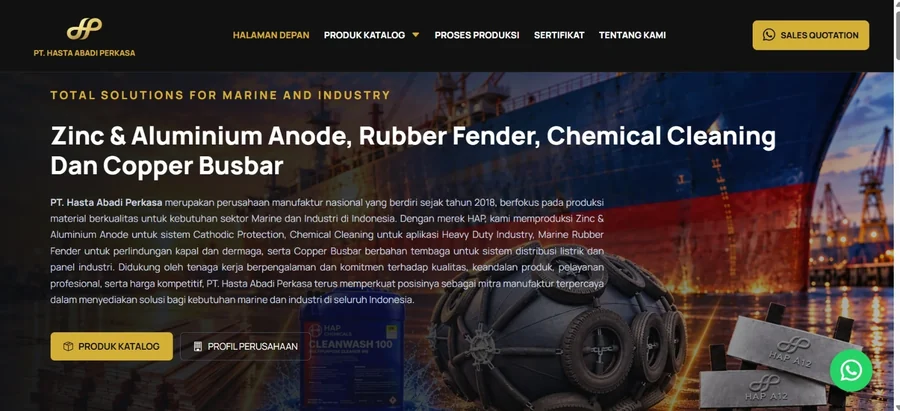 PT. HASTA ABADI PERKASA
HALAMAN DEPAN
PRODUK KATALOG
PROSES PRODUKSI
SERTIFIKAT
TENTANG KAMI
SALES QUOTATION
TOTAL SOLUTIONS FOR MARINE AND INDUSTRY
Zinc & Aluminium Anode, Rubber Fender, Chemical Cleaning
Dan Copper Busbar
PT. Hasta Abadi Perkasa merupakan perusahaan manufaktur nasional yang berdiri sejak tahun 2018, berfokus pada produksi
material berkualitas untuk kebutuhan sektor Marine dan Industri di Indonesia. Dengan merek HAP, kami memproduksi Zinc &
Aluminium Anode untuk sistem Cathodic Protection, Chemical Cleaning untuk aplikasi Heavy Duty Industry, Marine Rubber
Fender untuk perlindungan kapal dan dermaga, serta Copper Busbar berbahan tembaga untuk sistem distribusi listrik dan
panel industri. Didukung oleh tenaga kerja berpengalaman dan komitmen terhadap kualitas, keandalan produk, pelayanan
profesional, serta harga kompetitif, PT. Hasta Abadi Perkasa terus memperkuat posisinya sebagai mitra manufaktur terpercaya
dalam menyediakan solusi bagi kebutuhan marine dan industri di seluruh Indonesia.
PRODUK KATALOG
PROFIL PERUSAHAAN
HAP
CHEMICALS
CLEANWASH 100
HAP A12
HAP A12